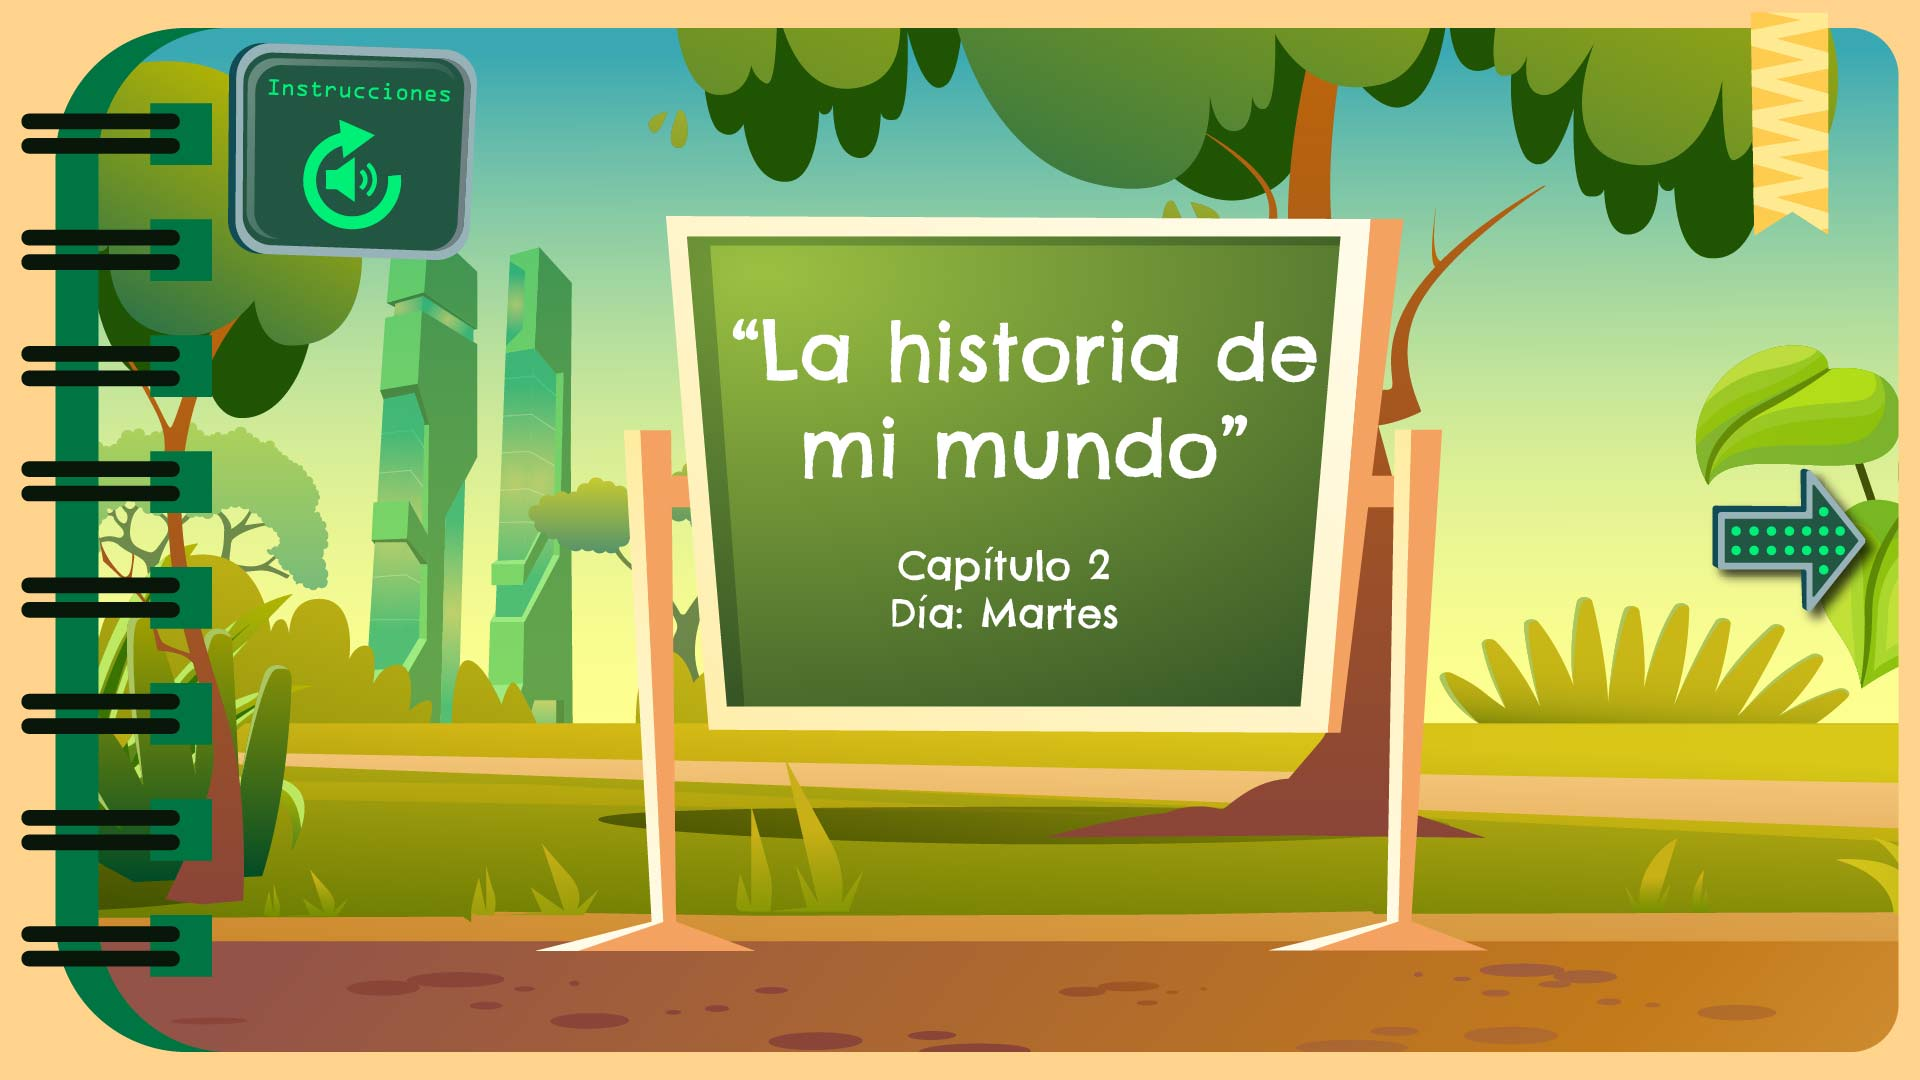 Instrucciones
“La historia de
mi mundo”
Capítulo 2
Día: Martes